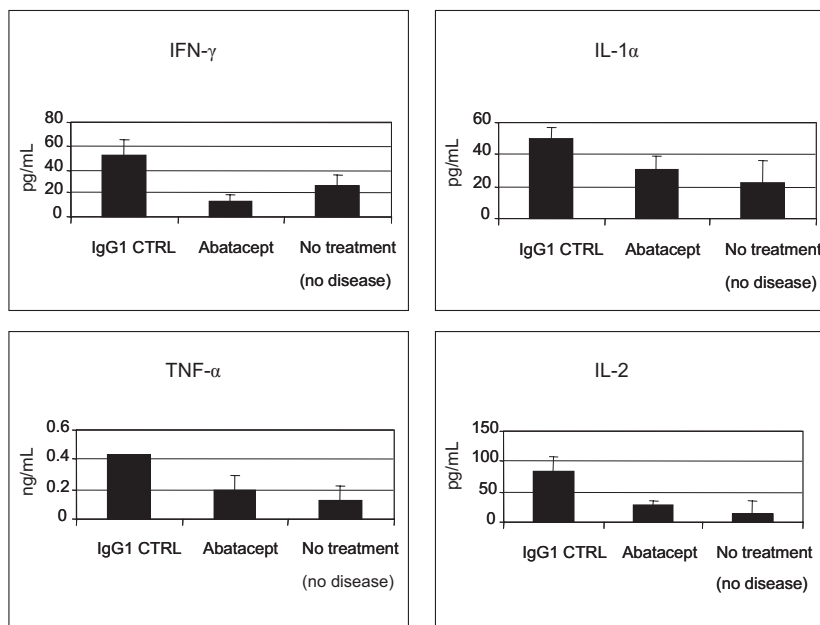 IFN-γ
80
60
40
20
0
pg/mL
IgG1 CTRL Abatacept No treatment
(no disease)
IL-1α
60
40
20
0
pg/mL
IgG1 CTRL Abatacept No treatment
(no disease)
TNF-α
0.6
0.4
0.2
0
ng/mL
IgG1 CTRL Abatacept No treatment
(no disease)
IL-2
150
100
50
0
pg/mL
IgG1 CTRL Abatacept No treatment
(no disease)